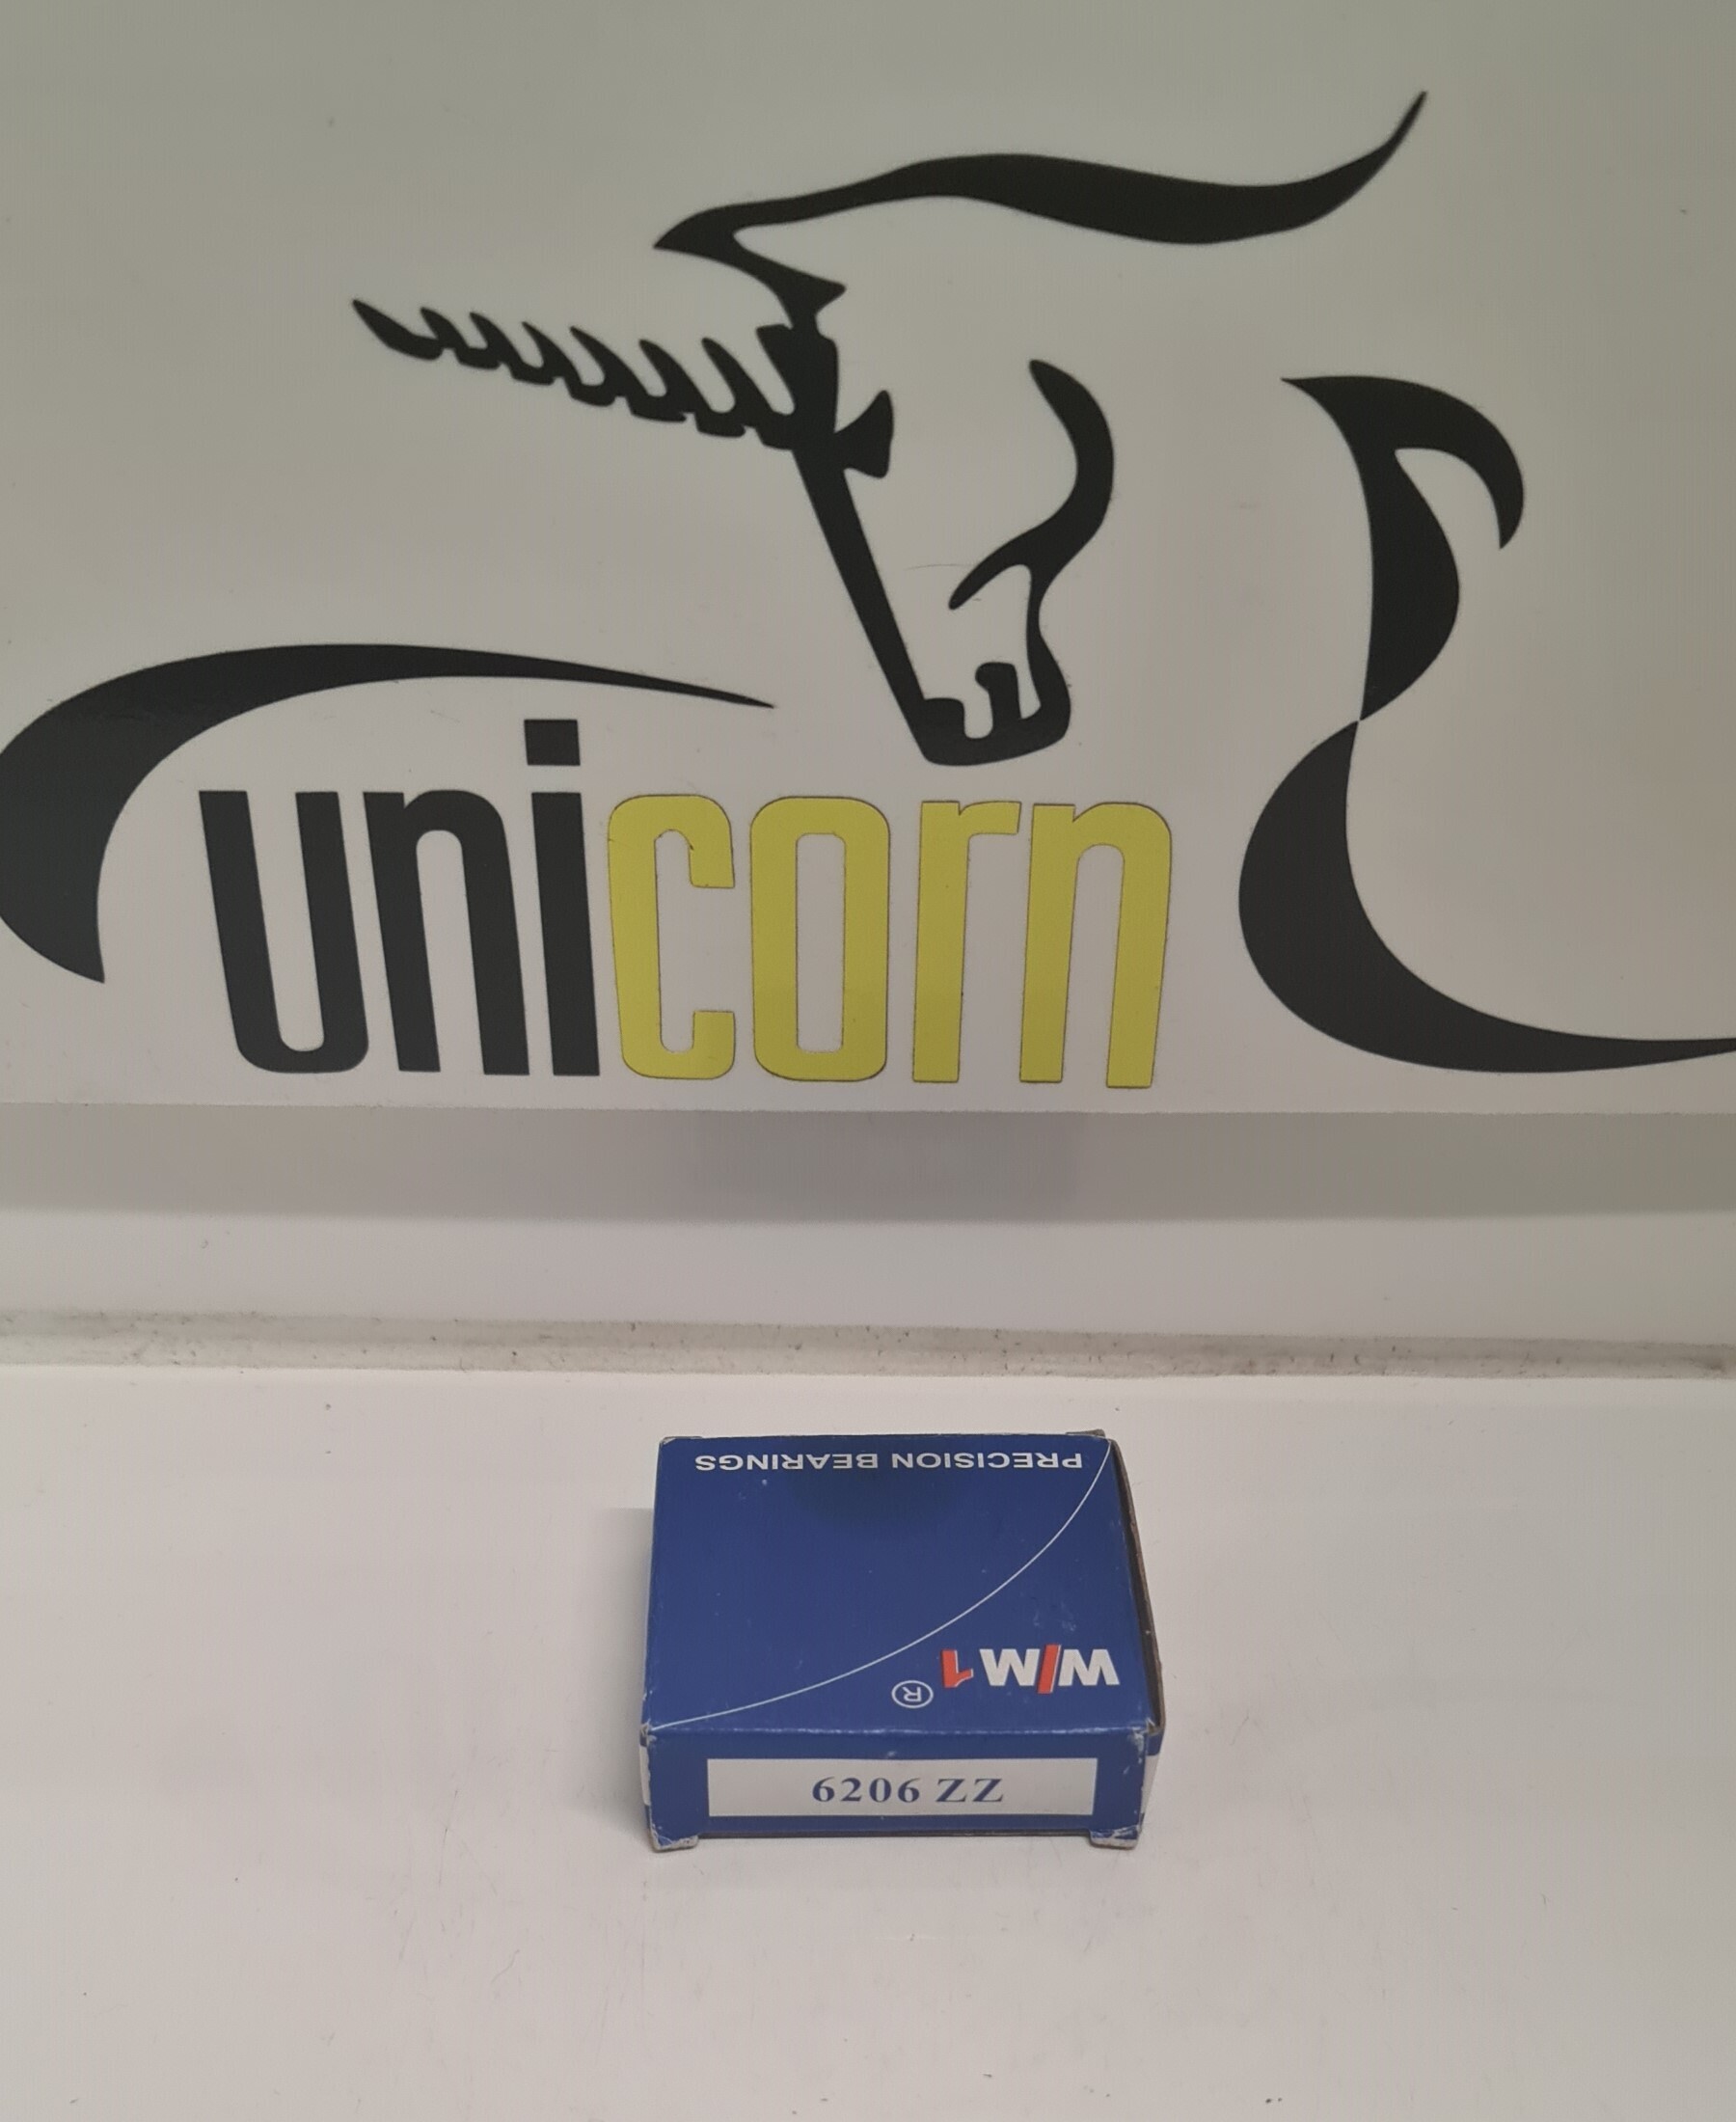 unicorn
PRECISION BEARINGS
W/M1®
6206 ZZ